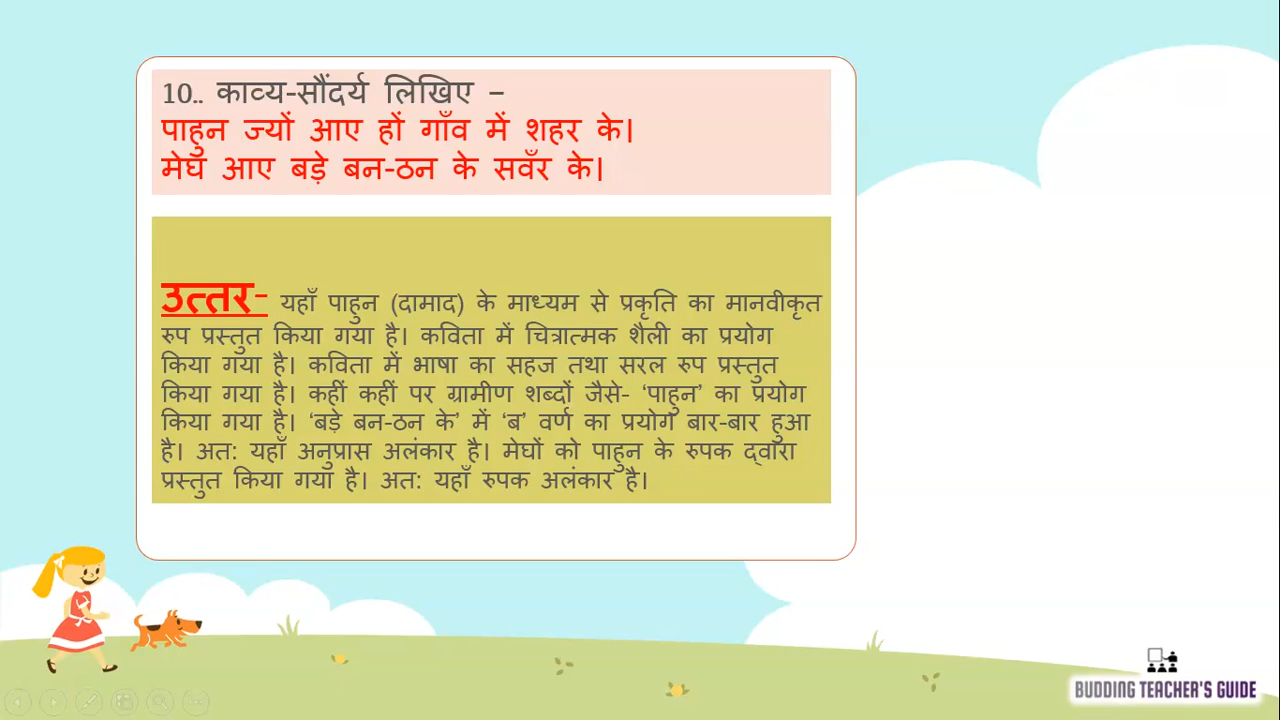 10.. काव्य-सौंदर्य लिखिए –
पाहुन ज्यों आए हों गाँव में शहर के।
मेघ आए बड़े बन-ठन के सवँर के।
उत्तर- यहाँ पाहुन (दामाद) के माध्यम से प्रकृति का मानवीकृत
रुप प्रस्तुत किया गया है। कविता में चित्रात्मक शैली का प्रयोग
किया गया है। कविता में भाषा का सहज तथा सरल रुप प्रस्तुत
किया गया है। कहीं कहीं पर ग्रामीण शब्दों जैसे- ‘पाहुन’ का प्रयोग
किया गया है। ‘बड़े बन-ठन के’ में ‘ब’ वर्ण का प्रयोग बार-बार हुआ
है। अत: यहाँ अनुप्रास अलंकार है। मेघों को पाहुन के रुपक द्वारा
प्रस्तुत किया गया है। अत: यहाँ रुपक अलंकार है।
BUDDING TEACHER'S GUIDE